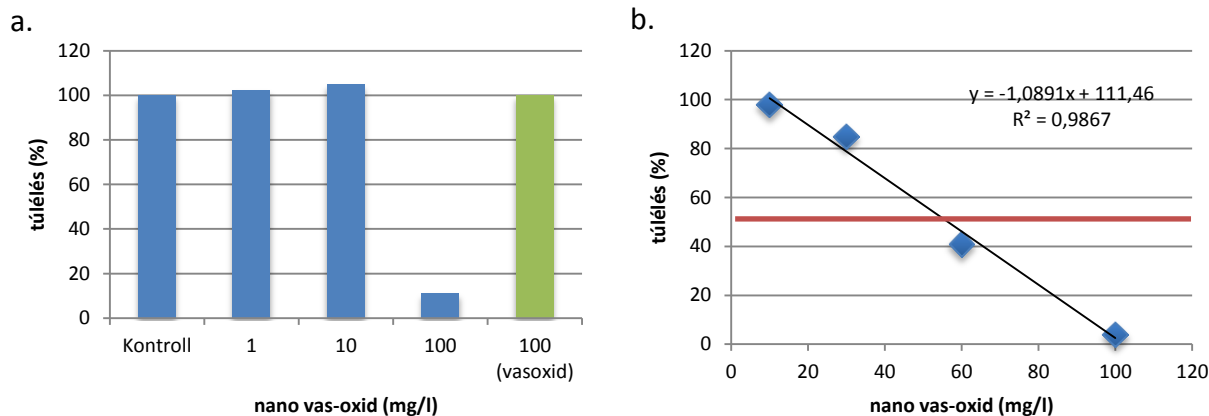 a.
120
100
80
60
40
20
0
túlélés (%)
Kontroll 1 10 100 100
(vasoxid)
nano vas-oxid (mg/l)
b.
120
100
80
60
40
20
0
túlélés (%)
y = -1,0891x + 111,46
R² = 0,9867
0 20 40 60 80 100 120
nano vas-oxid (mg/l)